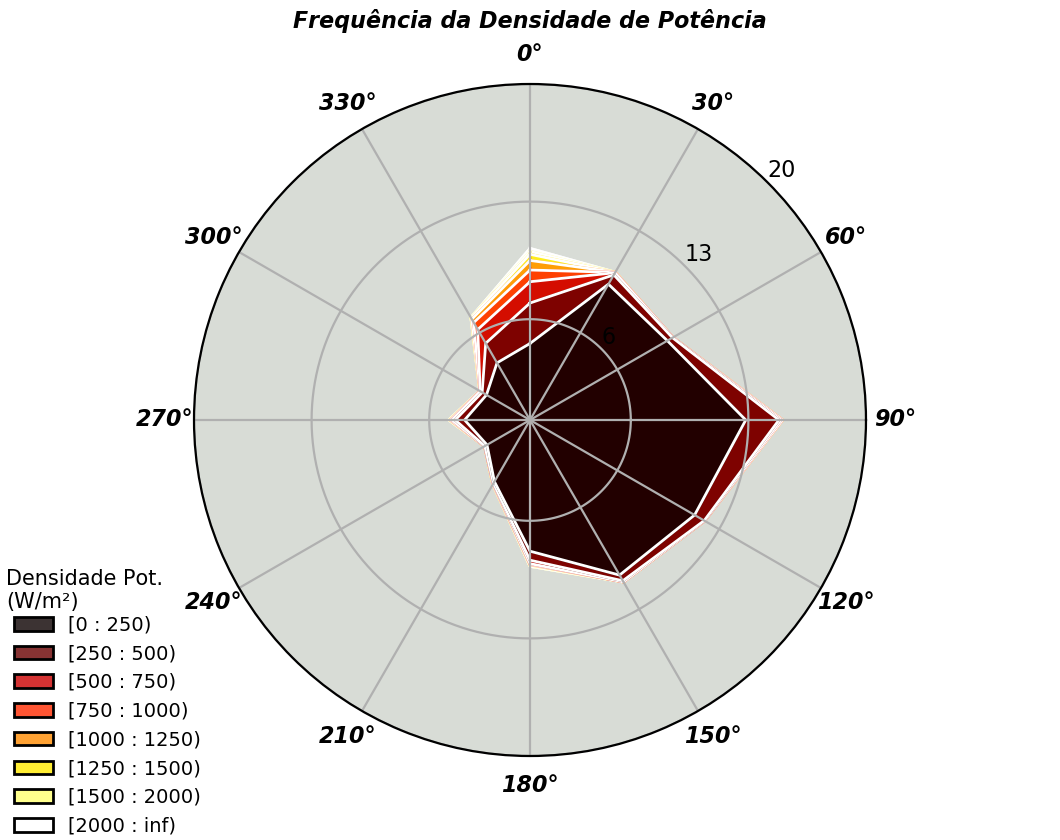 Frequência da Densidade de Potência
0°
330°
30°
20
300°
60°
13
6
270°
90°
Densidade Pot.
(W/m²)
240°
120°
[0 : 250)
[250 : 500)
[500 : 750)
[750 : 1000)
210°
150°
[1000 : 1250)
[1250 : 1500)
180°
[1500 : 2000)
[2000 : inf)